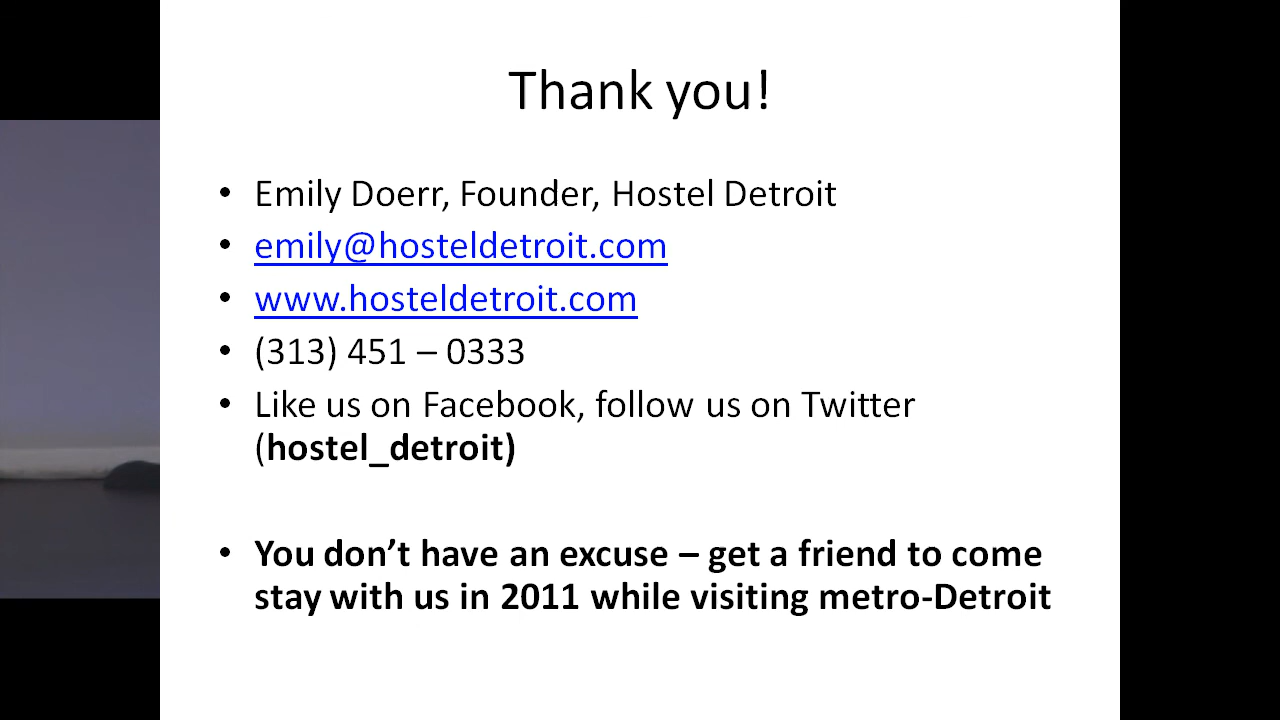 Thank you!
• Emily Doerr, Founder, Hostel Detroit
• emily@hosteldetroit.com
• www.hosteldetroit.com
• (313) 451 – 0333
• Like us on Facebook, follow us on Twitter
(hostel_detroit)
• You don’t have an excuse – get a friend to come
stay with us in 2011 while visiting metro-Detroit